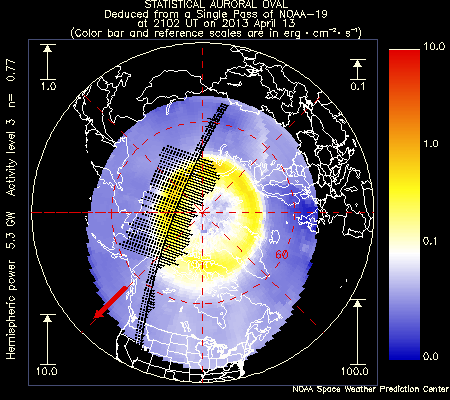 STATISTICAL AURORAL OVAL
Deduced from a Single Pass of NOAA-19
at 2102 UT on 2013 April 13
(Color bar and reference scales are in erg · cm⁻² · s⁻¹)
Hemispheric power 5.3 GW Activity level 3 n= 0.77
1.0
0.1
10.0
100.0
60
10.0
1.0
0.1
0.0
NOAA Space Weather Prediction Center